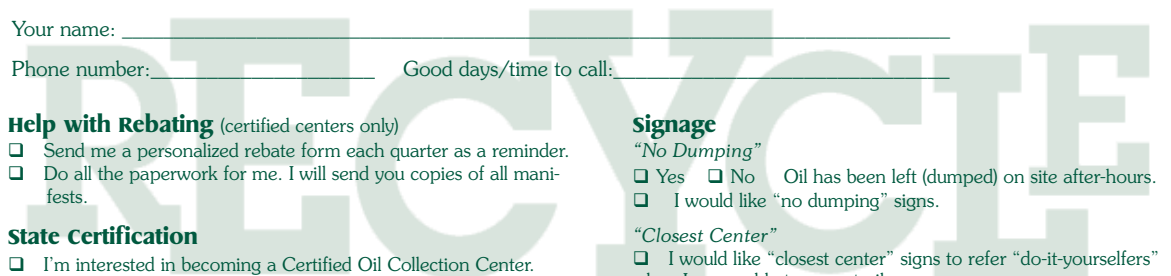 RECYCLE
Your name: ______________________________
Phone number:____________________ Good days/time to call:______________________________
Help with Rebating (certified centers only)
❑ Send me a personalized rebate form each quarter as a reminder.
❑ Do all the paperwork for me. I will send you copies of all mani-
fests.
State Certification
❑ I'm interested in becoming a Certified Oil Collection Center.
Signage
"No Dumping"
❑ Yes ❑ No Oil has been left (dumped) on site after-hours.
❑ I would like "no dumping" signs.
"Closest Center"
❑ I would like "closest center" signs to refer "do-it-yourselfers"